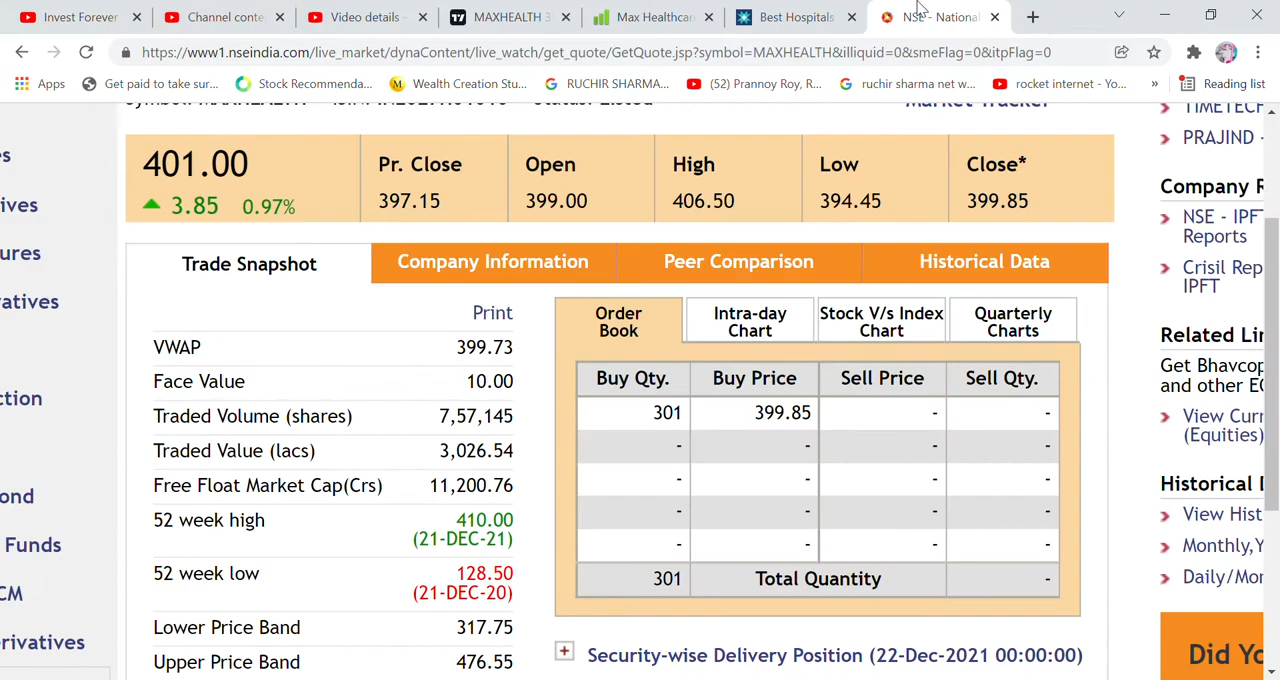 Invest Forever
Channel conte
Video details -
MAXHEALTH 3
Max Healthcar
Best Hospitals
NSE - National
https://www1.nseindia.com/live_market/dynaContent/live_watch/get_quote/GetQuote.jsp?symbol=MAXHEALTH&illiquid=0&smeFlag=0&itpFlag=0
Apps
Get paid to take sur...
Stock Recommenda...
Wealth Creation Stu...
RUCHIR SHARMA...
(52) Prannoy Roy, R...
ruchir sharma net w...
rocket internet - Yo...
»
Reading list
Market Tracker
401.00
3.85 0.97%
Pr. Close
397.15
Open
399.00
High
406.50
Low
394.45
Close*
399.85
Trade Snapshot
Company Information
Peer Comparison
Historical Data
Print
VWAP 399.73
Face Value 10.00
Traded Volume (shares) 7,57,145
Traded Value (lacs) 3,026.54
Free Float Market Cap(Crs) 11,200.76
52 week high 410.00
(21-DEC-21)
52 week low 128.50
(21-DEC-20)
Lower Price Band 317.75
Upper Price Band 476.55
Order
Book
Intra-day
Chart
Stock V/s Index
Chart
Quarterly
Charts
Buy Qty. Buy Price Sell Price Sell Qty.
301 399.85 - -
- - - -
- - - -
- - - -
- - - -
301 Total Quantity -
+ Security-wise Delivery Position (22-Dec-2021 00:00:00)
s
ives
ures
vatives
ction
ond
Funds
CM
erivatives
TIMETECH
PRAJIND -
Company R
NSE - IPFT
Reports
Crisil Rep
IPFT
Related Lin
Get Bhavcop
and other EO
View Curr
(Equities)
Historical D
View Hist
Monthly,Y
Daily/Mon
Did Yo